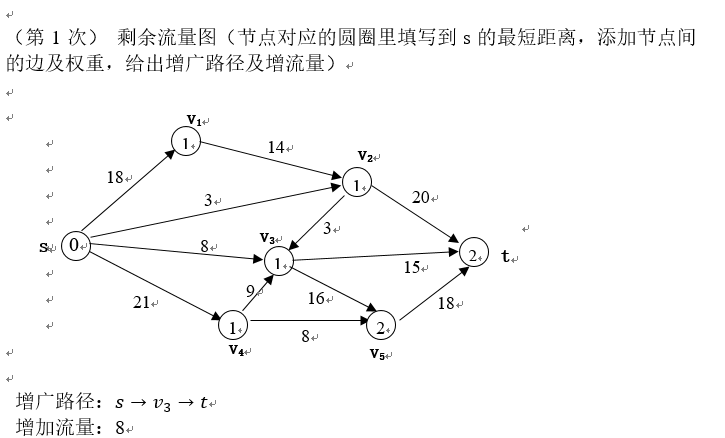 （第 1 次） 剩余流量图（节点对应的圆圈里填写到 s 的最短距离，添加节点间
的边及权重，给出增广路径及增流量）
v₁
1
14
v₂
18
1
20
3
3
s
0
8
v₃
1
15
2
t
9
16
21
18
1
8
2
v₄
v₅
增广路径：s → v₃ → t
增加流量：8